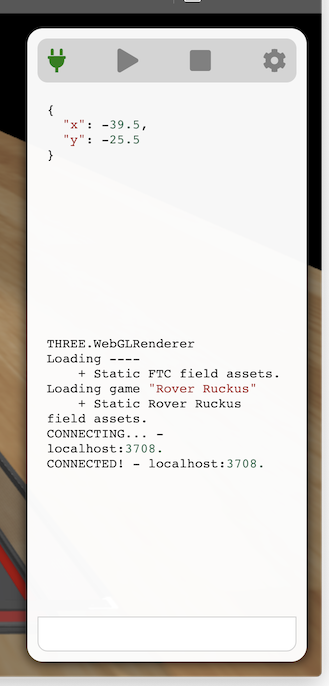 {
"x": -39.5,
"y": -25.5
}
THREE.WebGLRenderer
Loading ----
+ Static FTC field assets.
Loading game "Rover Ruckus"
+ Static Rover Ruckus
field assets.
CONNECTING... -
localhost:3708.
CONNECTED! - localhost:3708.